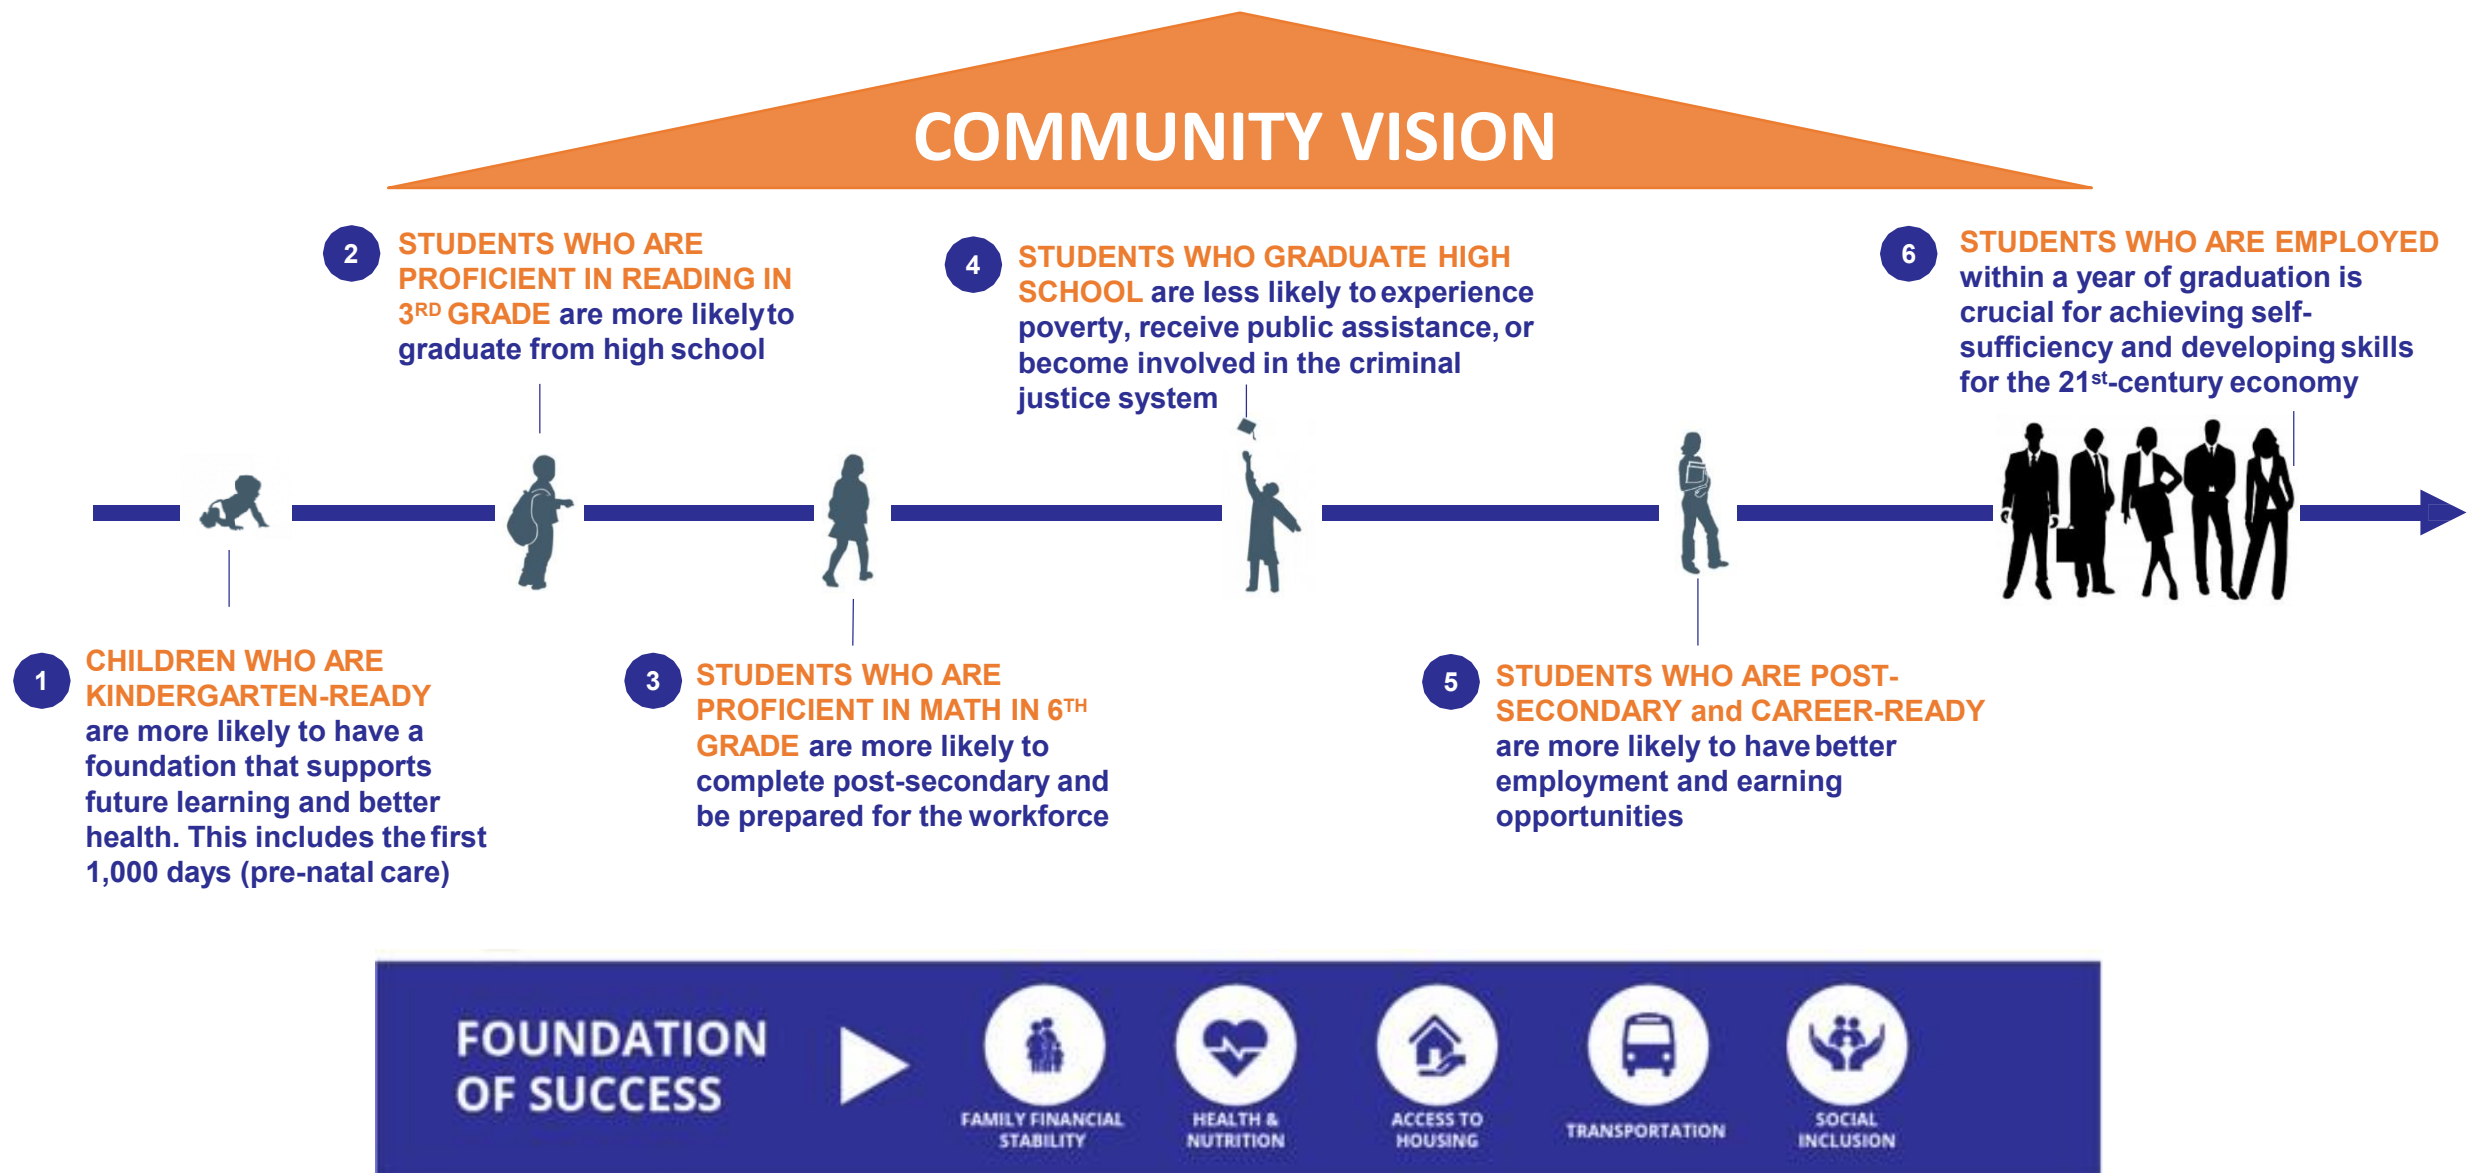 COMMUNITY VISION
2
STUDENTS WHO ARE
PROFICIENT IN READING IN
3RD GRADE are more likely to
graduate from high school
4
STUDENTS WHO GRADUATE HIGH
SCHOOL are less likely to experience
poverty, receive public assistance, or
become involved in the criminal
justice system
6
STUDENTS WHO ARE EMPLOYED
within a year of graduation is
crucial for achieving self-
sufficiency and developing skills
for the 21st-century economy
1
CHILDREN WHO ARE
KINDERGARTEN-READY
are more likely to have a
foundation that supports
future learning and better
health. This includes the first
1,000 days (pre-natal care)
3
STUDENTS WHO ARE
PROFICIENT IN MATH IN 6TH
GRADE are more likely to
complete post-secondary and
be prepared for the workforce
5
STUDENTS WHO ARE POST-
SECONDARY and CAREER-READY
are more likely to have better
employment and earning
opportunities
FOUNDATION
OF SUCCESS
FAMILY FINANCIAL
STABILITY
HEALTH &
NUTRITION
ACCESS TO
HOUSING
TRANSPORTATION
SOCIAL
INCLUSION